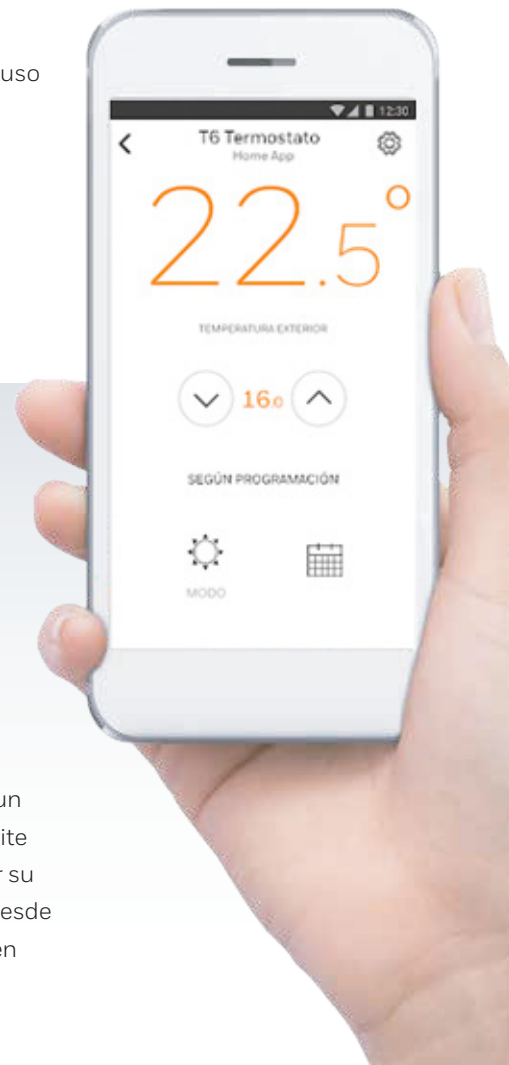 uso
12:30
T6 Termostato
Home App
22.5°
TEMPERATURA EXTERIOR
16.0
SEGÚN PROGRAMACIÓN
MODO
un
ite
r su
esde
en